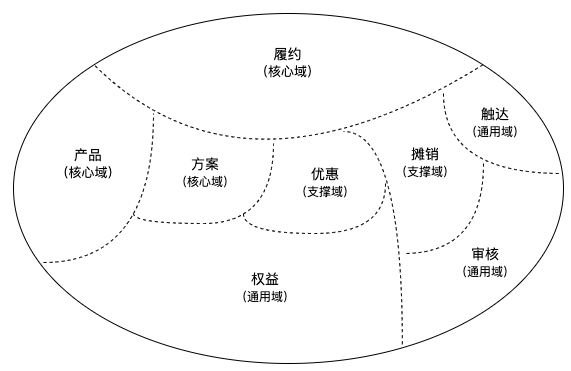 履约
(核心域)
产品
(核心域)
方案
(核心域)
优惠
(支撑域)
摊销
(支撑域)
触达
(通用域)
权益
(通用域)
审核
(通用域)